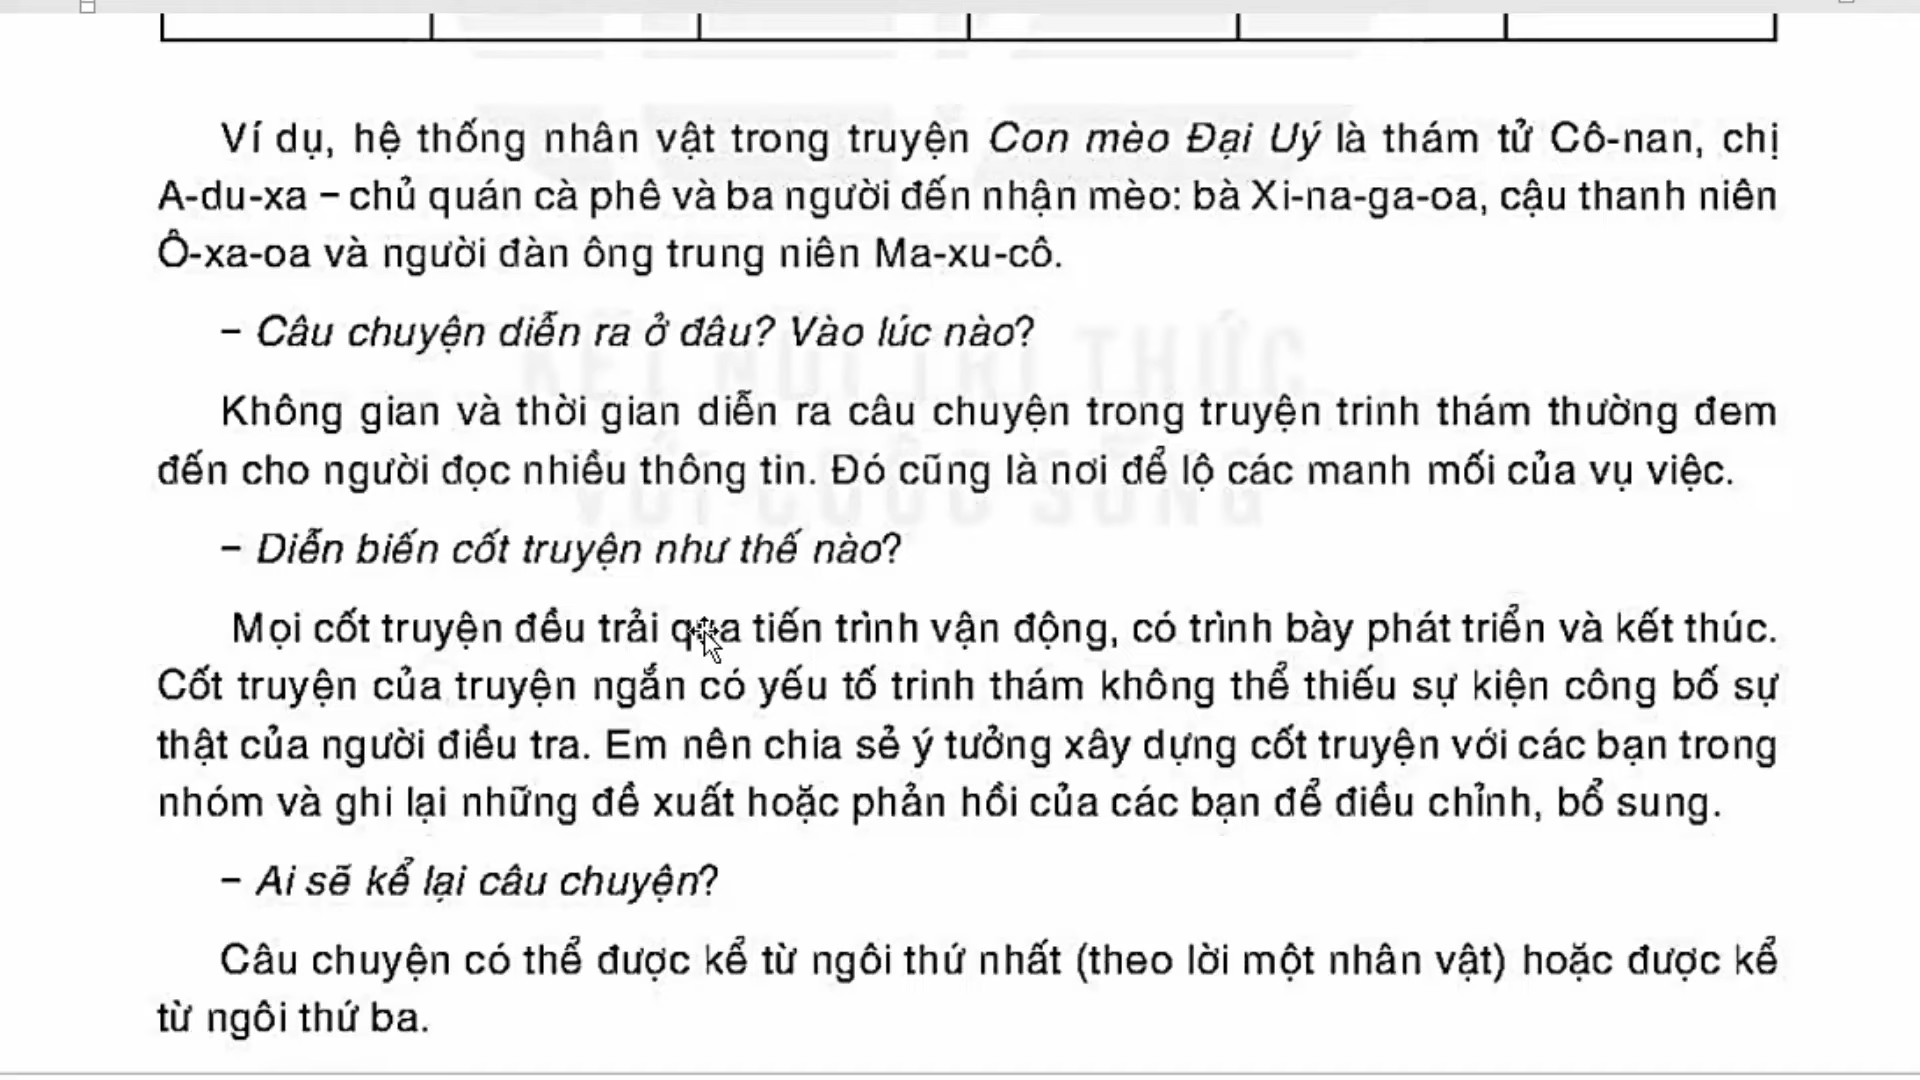 Ví dụ, hệ thống nhân vật trong truyện Con mèo Đại Uý là thám tử Cô-nan, chị
A-du-xa – chủ quán cà phê và ba người đến nhận mèo: bà Xi-na-ga-oa, cậu thanh niên
Ô-xa-oa và người đàn ông trung niên Ma-xu-cô.
– Câu chuyện diễn ra ở đâu? Vào lúc nào?
Không gian và thời gian diễn ra câu chuyện trong truyện trinh thám thường đem
đến cho người đọc nhiều thông tin. Đó cũng là nơi để lộ các manh mối của vụ việc.
– Diễn biến cốt truyện như thế nào?
Mọi cốt truyện đều trải qua tiến trình vận động, có trình bày phát triển và kết thúc.
Cốt truyện của truyện ngắn có yếu tố trinh thám không thể thiếu sự kiện công bố sự
thật của người điều tra. Em nên chia sẻ ý tưởng xây dựng cốt truyện với các bạn trong
nhóm và ghi lại những đề xuất hoặc phản hồi của các bạn để điều chỉnh, bổ sung.
– Ai sẽ kể lại câu chuyện?
Câu chuyện có thể được kể từ ngôi thứ nhất (theo lời một nhân vật) hoặc được kể
từ ngôi thứ ba.
KẾT NỐI TRI THỨC
VỚI CUỘC SỐNG